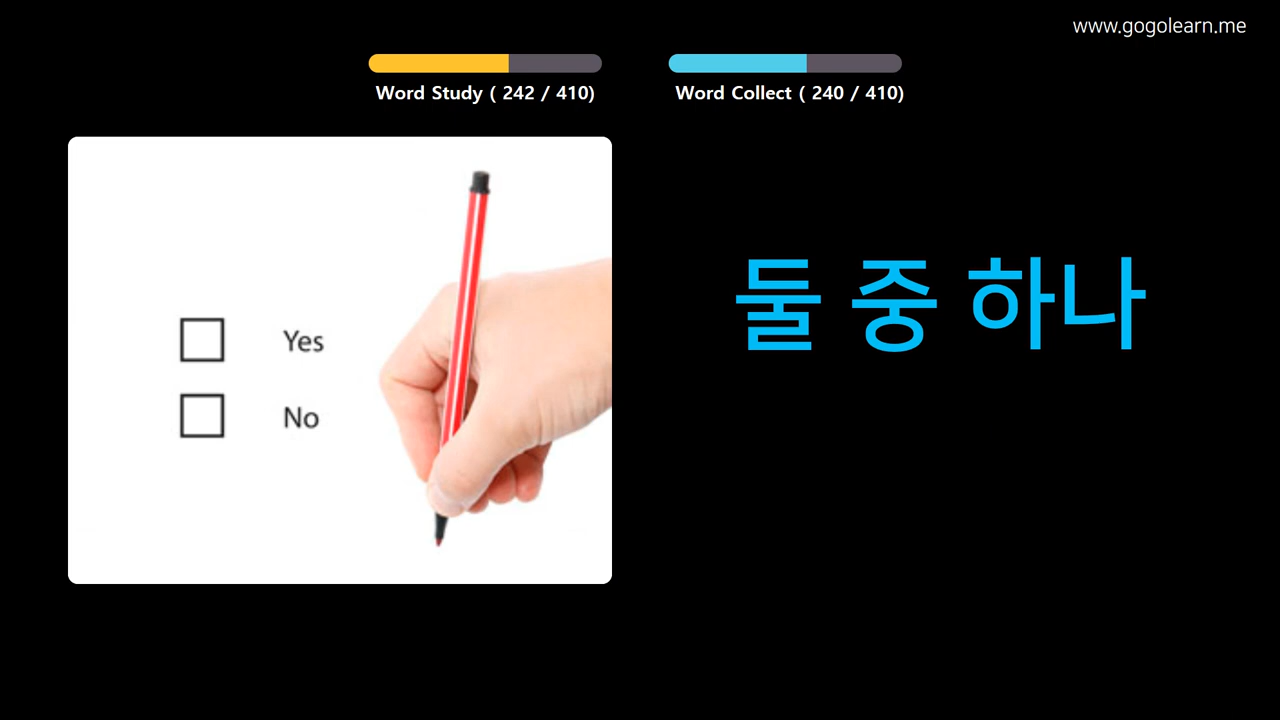 www.gogolearn.me
Word Study ( 242 / 410)
Word Collect ( 240 / 410)
둘 중 하나
Yes
No